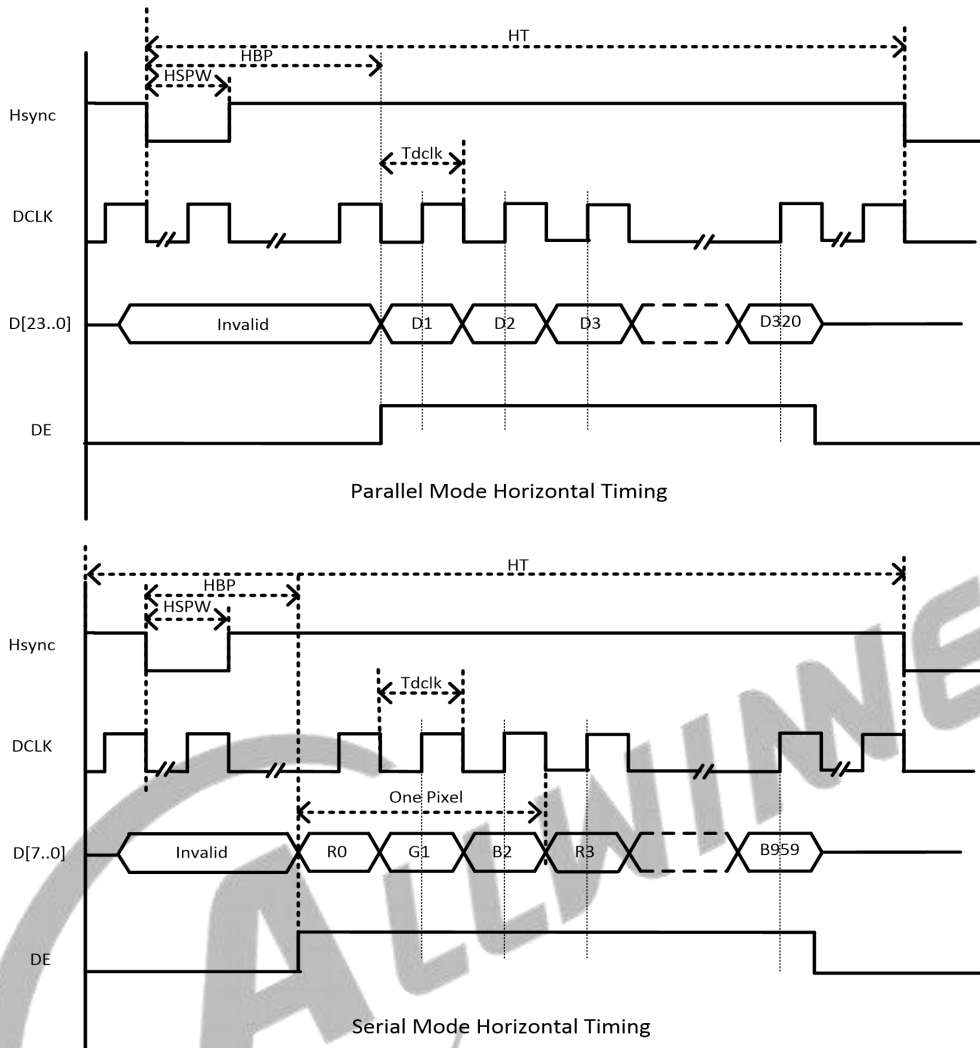 HT
HBP
HSPW
Hsync
Tdclk
DCLK
D[23..0] Invalid D1 D2 D3 D320
DE
Parallel Mode Horizontal Timing
HT
HBP
HSPW
Hsync
Tdclk
DCLK
One Pixel
D[7..0] Invalid R0 G1 B2 R3 B959
DE
Serial Mode Horizontal Timing